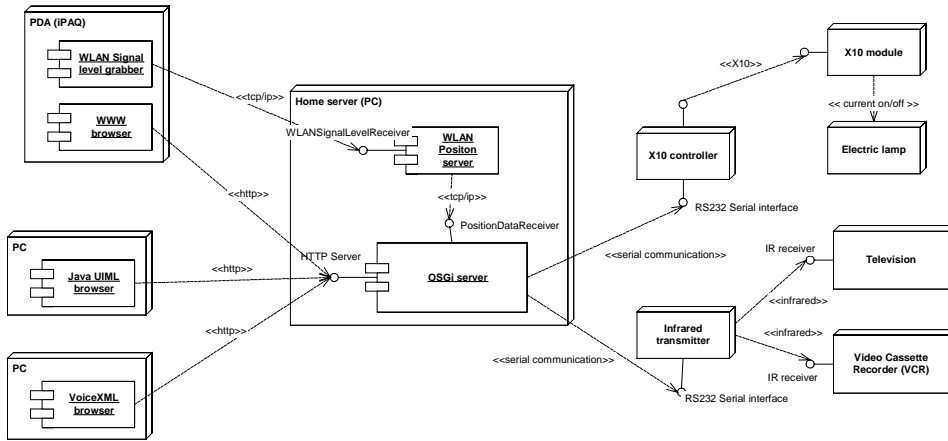 PDA (iPAQ)
WLAN Signal
level grabber
WWW
browser
<<tcp/ip>>
<<http>>
PC
Java UIML
browser
<<http>>
PC
VoiceXML
browser
<<http>>
Home server (PC)
WLANSignalLevelReceiver
WLAN
Positon
server
<<tcp/ip>>
PositionDataReceiver
HTTP Server
OSGi server
<<X10>>
X10 module
<< current on/off >>
Electric lamp
X10 controller
RS232 Serial interface
<<serial communication>>
IR receiver
Television
<<infrared>>
Infrared
transmitter
<<infrared>>
<<serial communication>>
IR receiver
Video Cassette
Recorder (VCR)
RS232 Serial interface